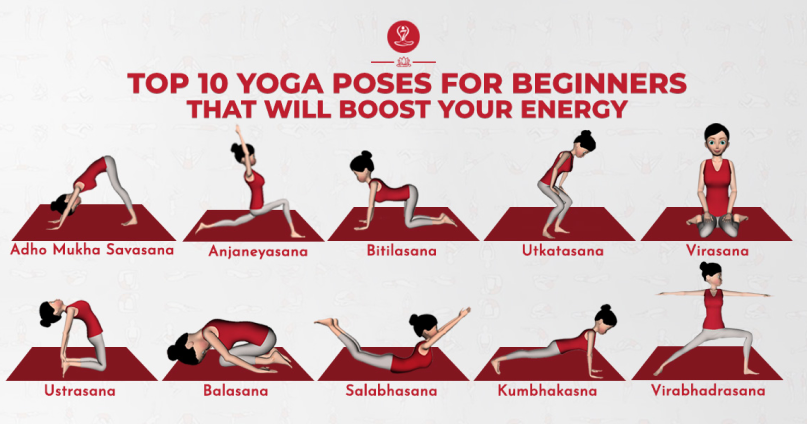 TOP 10 YOGA POSES FOR BEGINNERS
THAT WILL BOOST YOUR ENERGY
Adho Mukha Savasana
Anjaneyasana
Bitilasana
Utkatasana
Virasana
Ustrasana
Balasana
Salabhasana
Kumbhakasna
Virabhadrasana